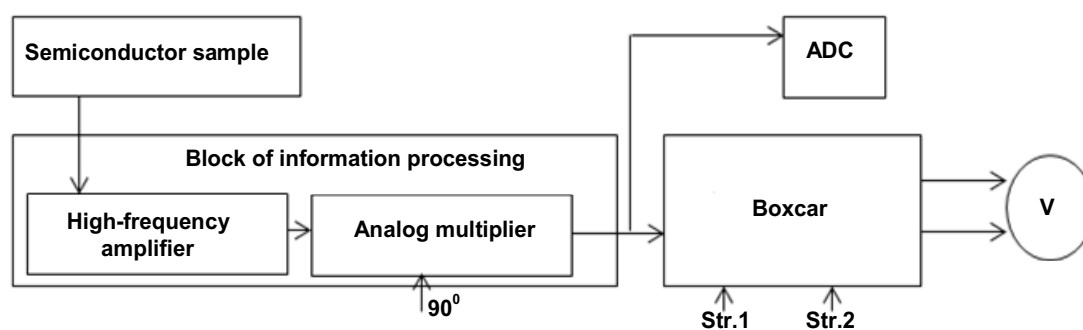 Semiconductor sample
ADC
Block of information processing
High-frequency
amplifier
Analog multiplier
Boxcar
V
90⁰
Str.1
Str.2